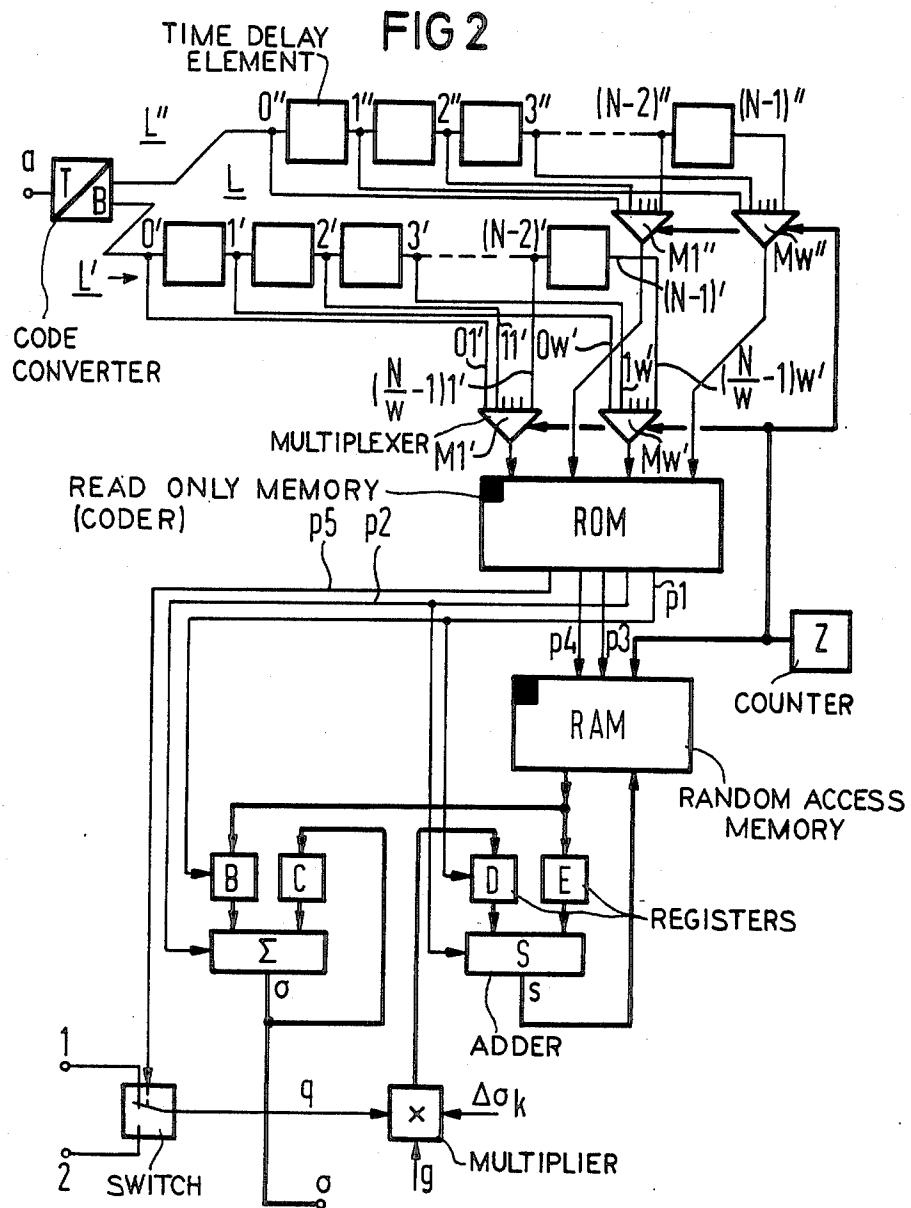 FIG 2
TIME DELAY
ELEMENT
0" 1" 2" 3" (N-2)" (N-1)"
L"
a
T
B
L
0' 1' 2' 3' (N-2)'
M1" Mw"
(N-1)'
L'
CODE
CONVERTER
01' 11' 0w' 1w'
(N/W -1)1' (N/W -1)w'
MULTIPLEXER
M1' Mw'
READ ONLY MEMORY
(CODER)
ROM
p5 p2 p1
p4 p3
Z
COUNTER
RAM
RANDOM ACCESS
MEMORY
B C D E
REGISTERS
Σ S
σ s
ADDER
1
q × Δσk
2
SWITCH
MULTIPLIER
g
σ